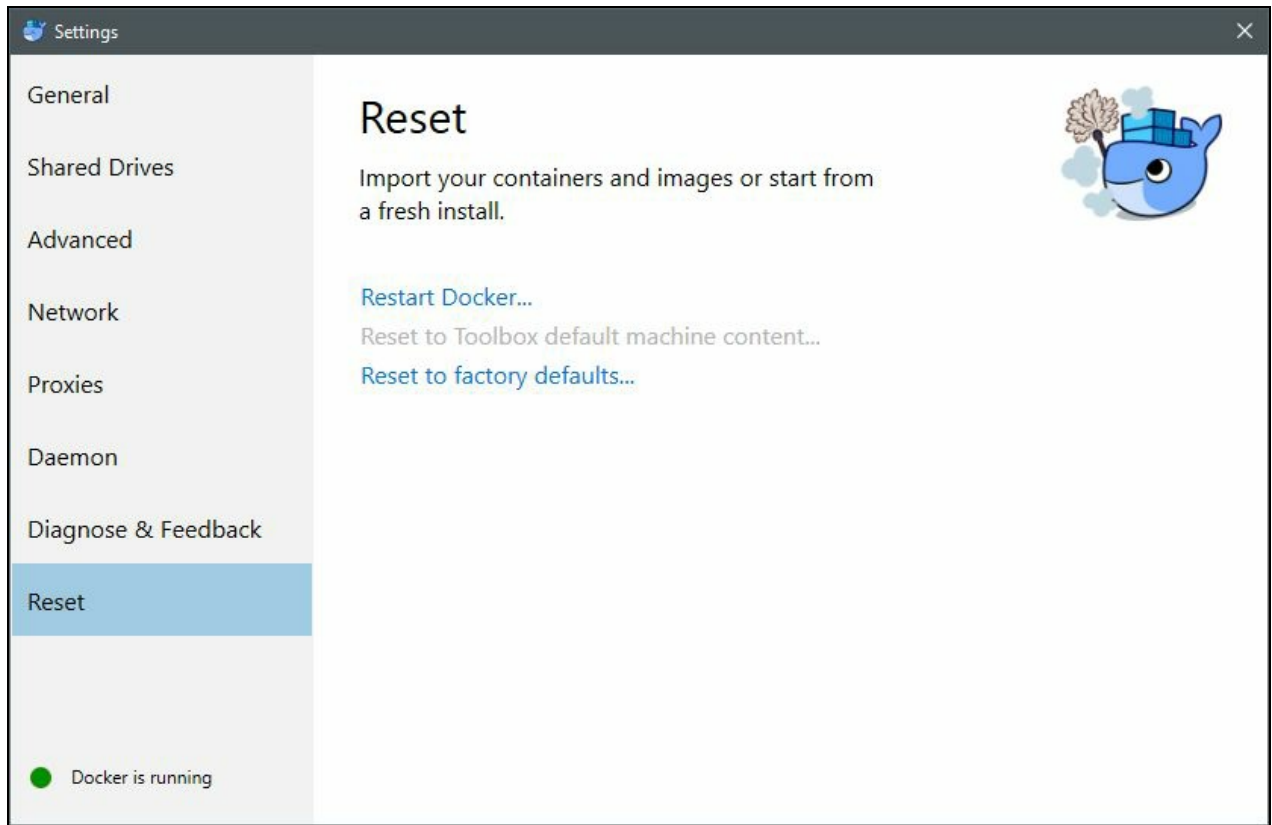 Settings
General
Shared Drives
Advanced
Network
Proxies
Daemon
Diagnose & Feedback
Reset
Docker is running
Reset
Import your containers and images or start from
a fresh install.
Restart Docker...
Reset to Toolbox default machine content...
Reset to factory defaults...